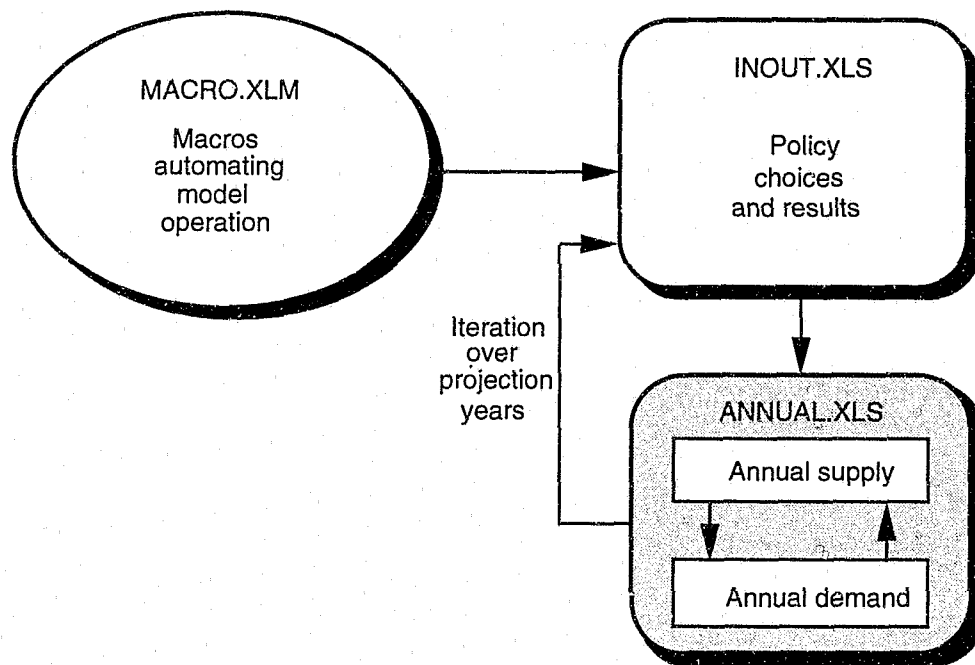 MACRO.XLM
Macros
automating
model
operation
INOUT.XLS
Policy
choices
and results
Iteration
over
projection
years
ANNUAL.XLS
Annual supply
Annual demand